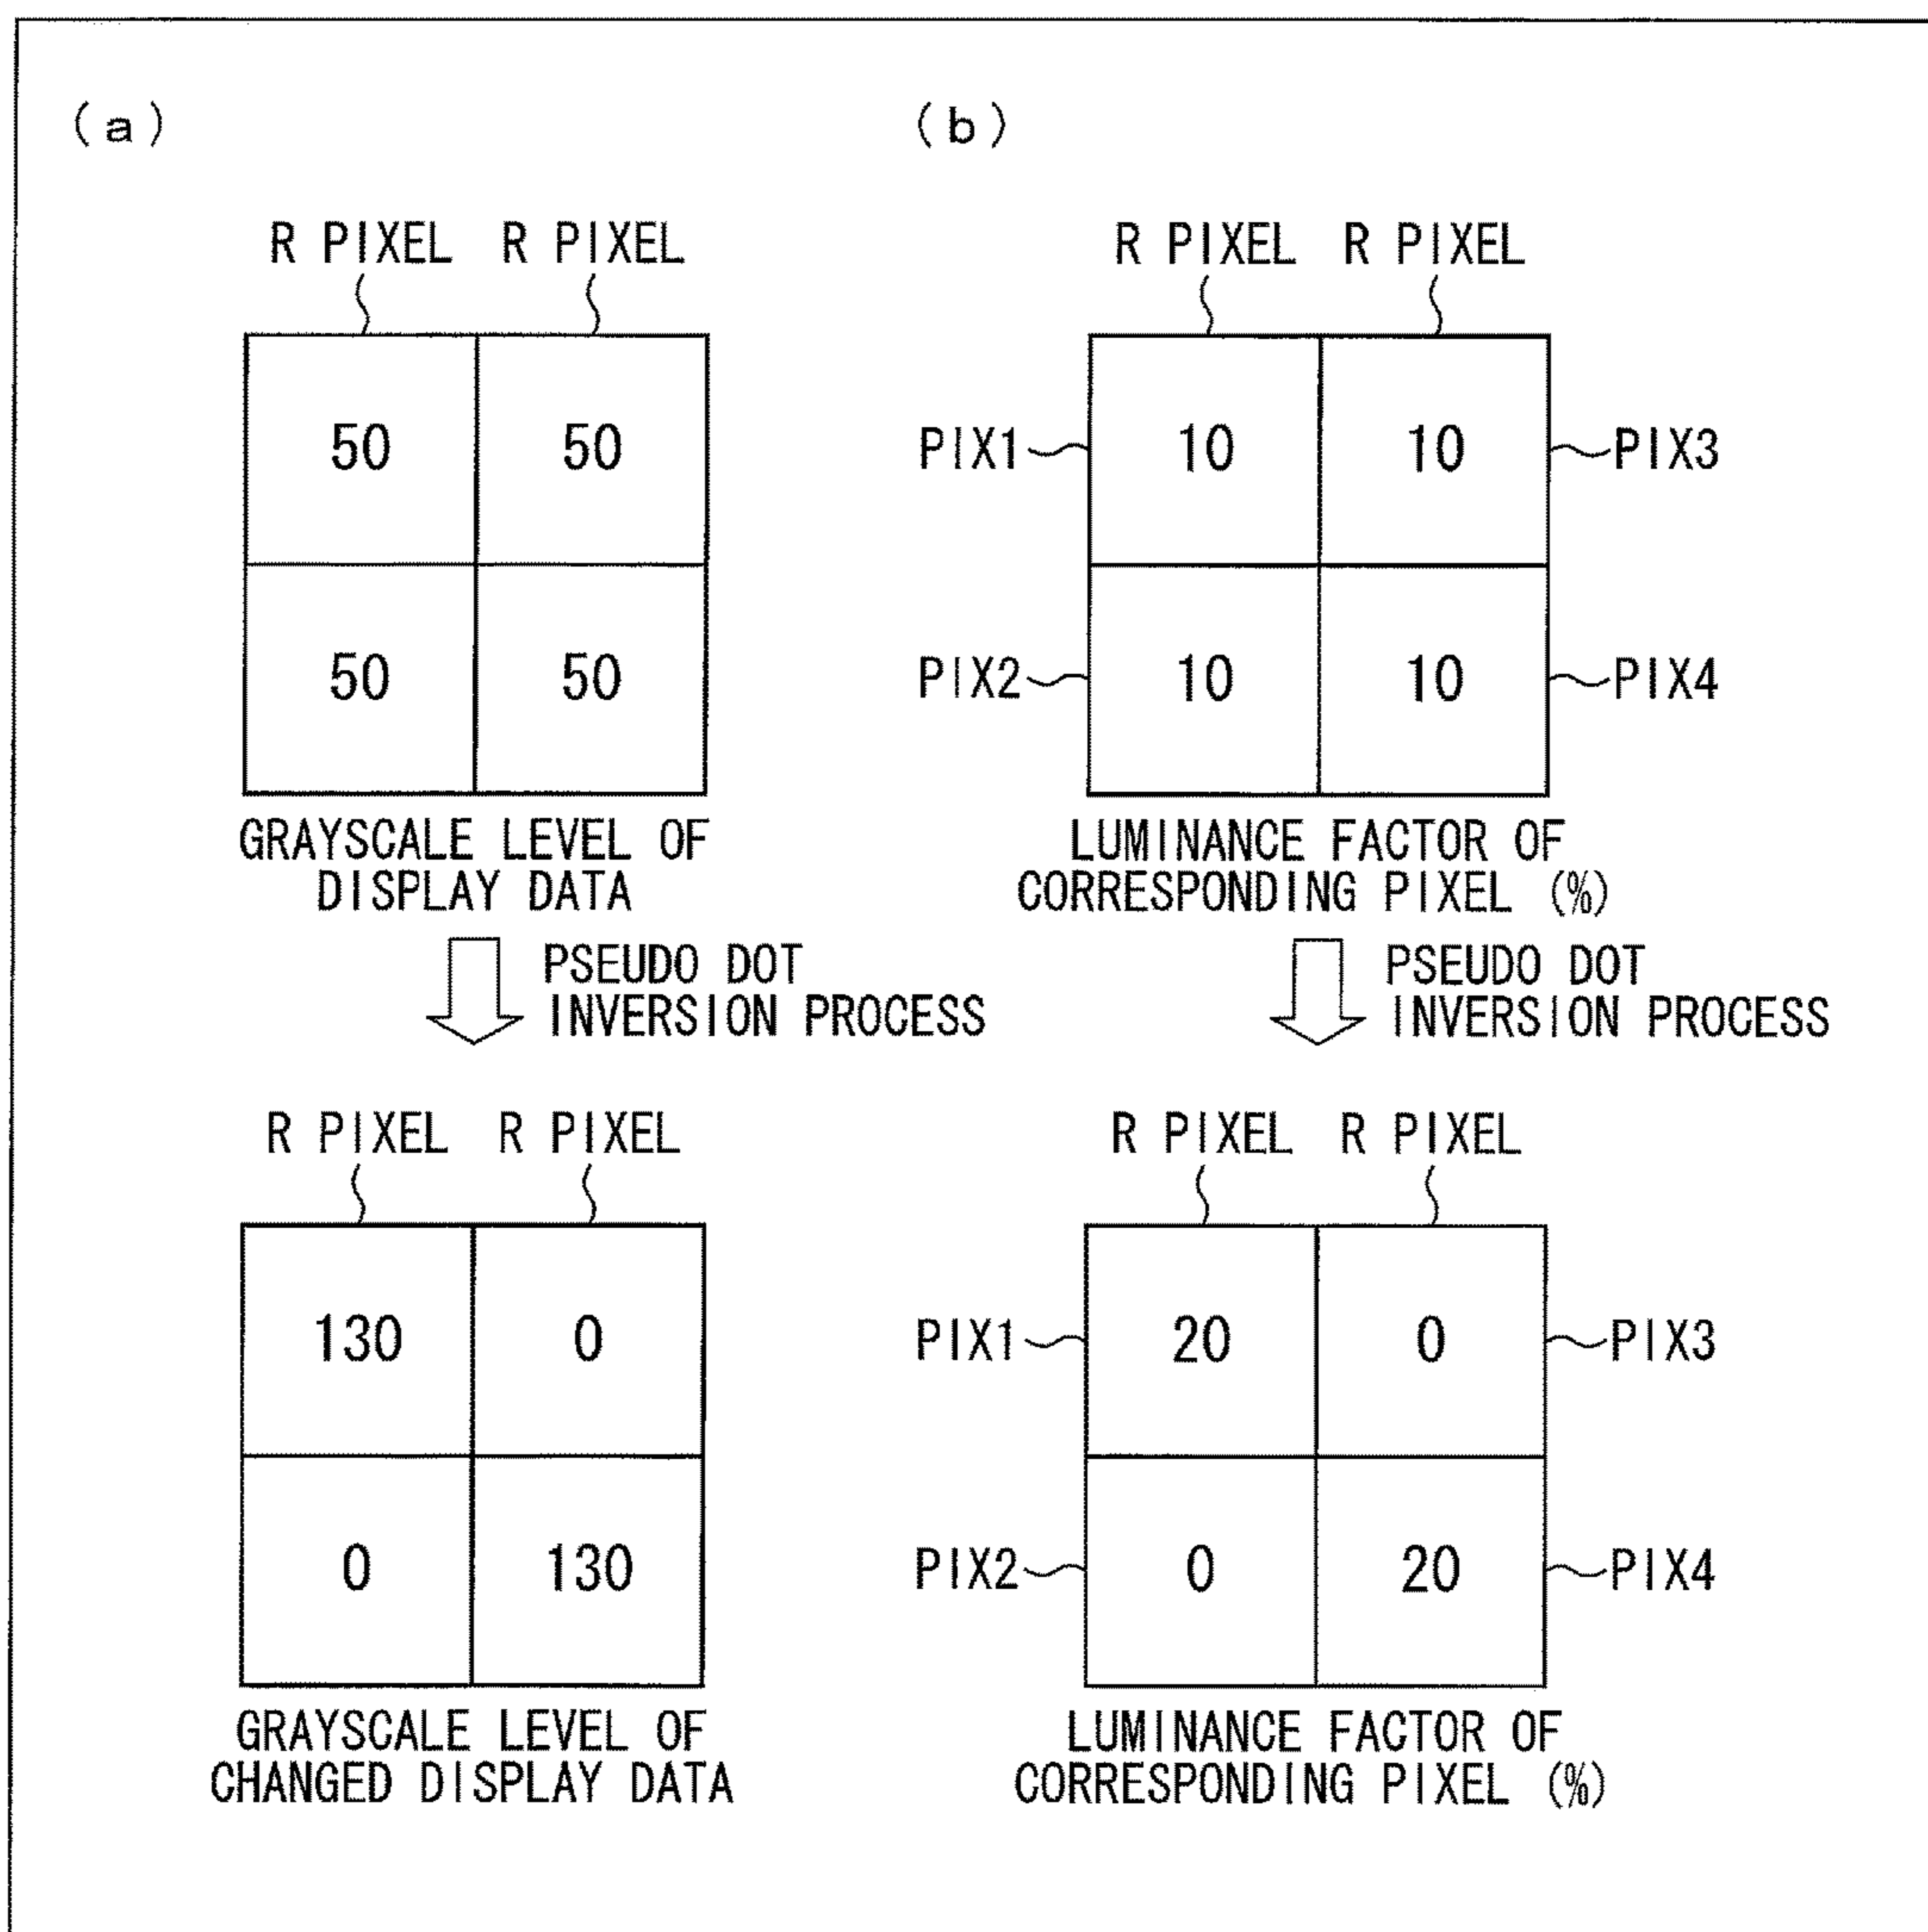 (a)
R PIXEL R PIXEL
50 50
50 50
GRAYSCALE LEVEL OF
DISPLAY DATA
PSEUDO DOT
INVERSION PROCESS
R PIXEL R PIXEL
130 0
0 130
GRAYSCALE LEVEL OF
CHANGED DISPLAY DATA
(b)
R PIXEL R PIXEL
PIX1 10 10 PIX3
PIX2 10 10 PIX4
LUMINANCE FACTOR OF
CORRESPONDING PIXEL (%)
PSEUDO DOT
INVERSION PROCESS
R PIXEL R PIXEL
PIX1 20 0 PIX3
PIX2 0 20 PIX4
LUMINANCE FACTOR OF
CORRESPONDING PIXEL (%)